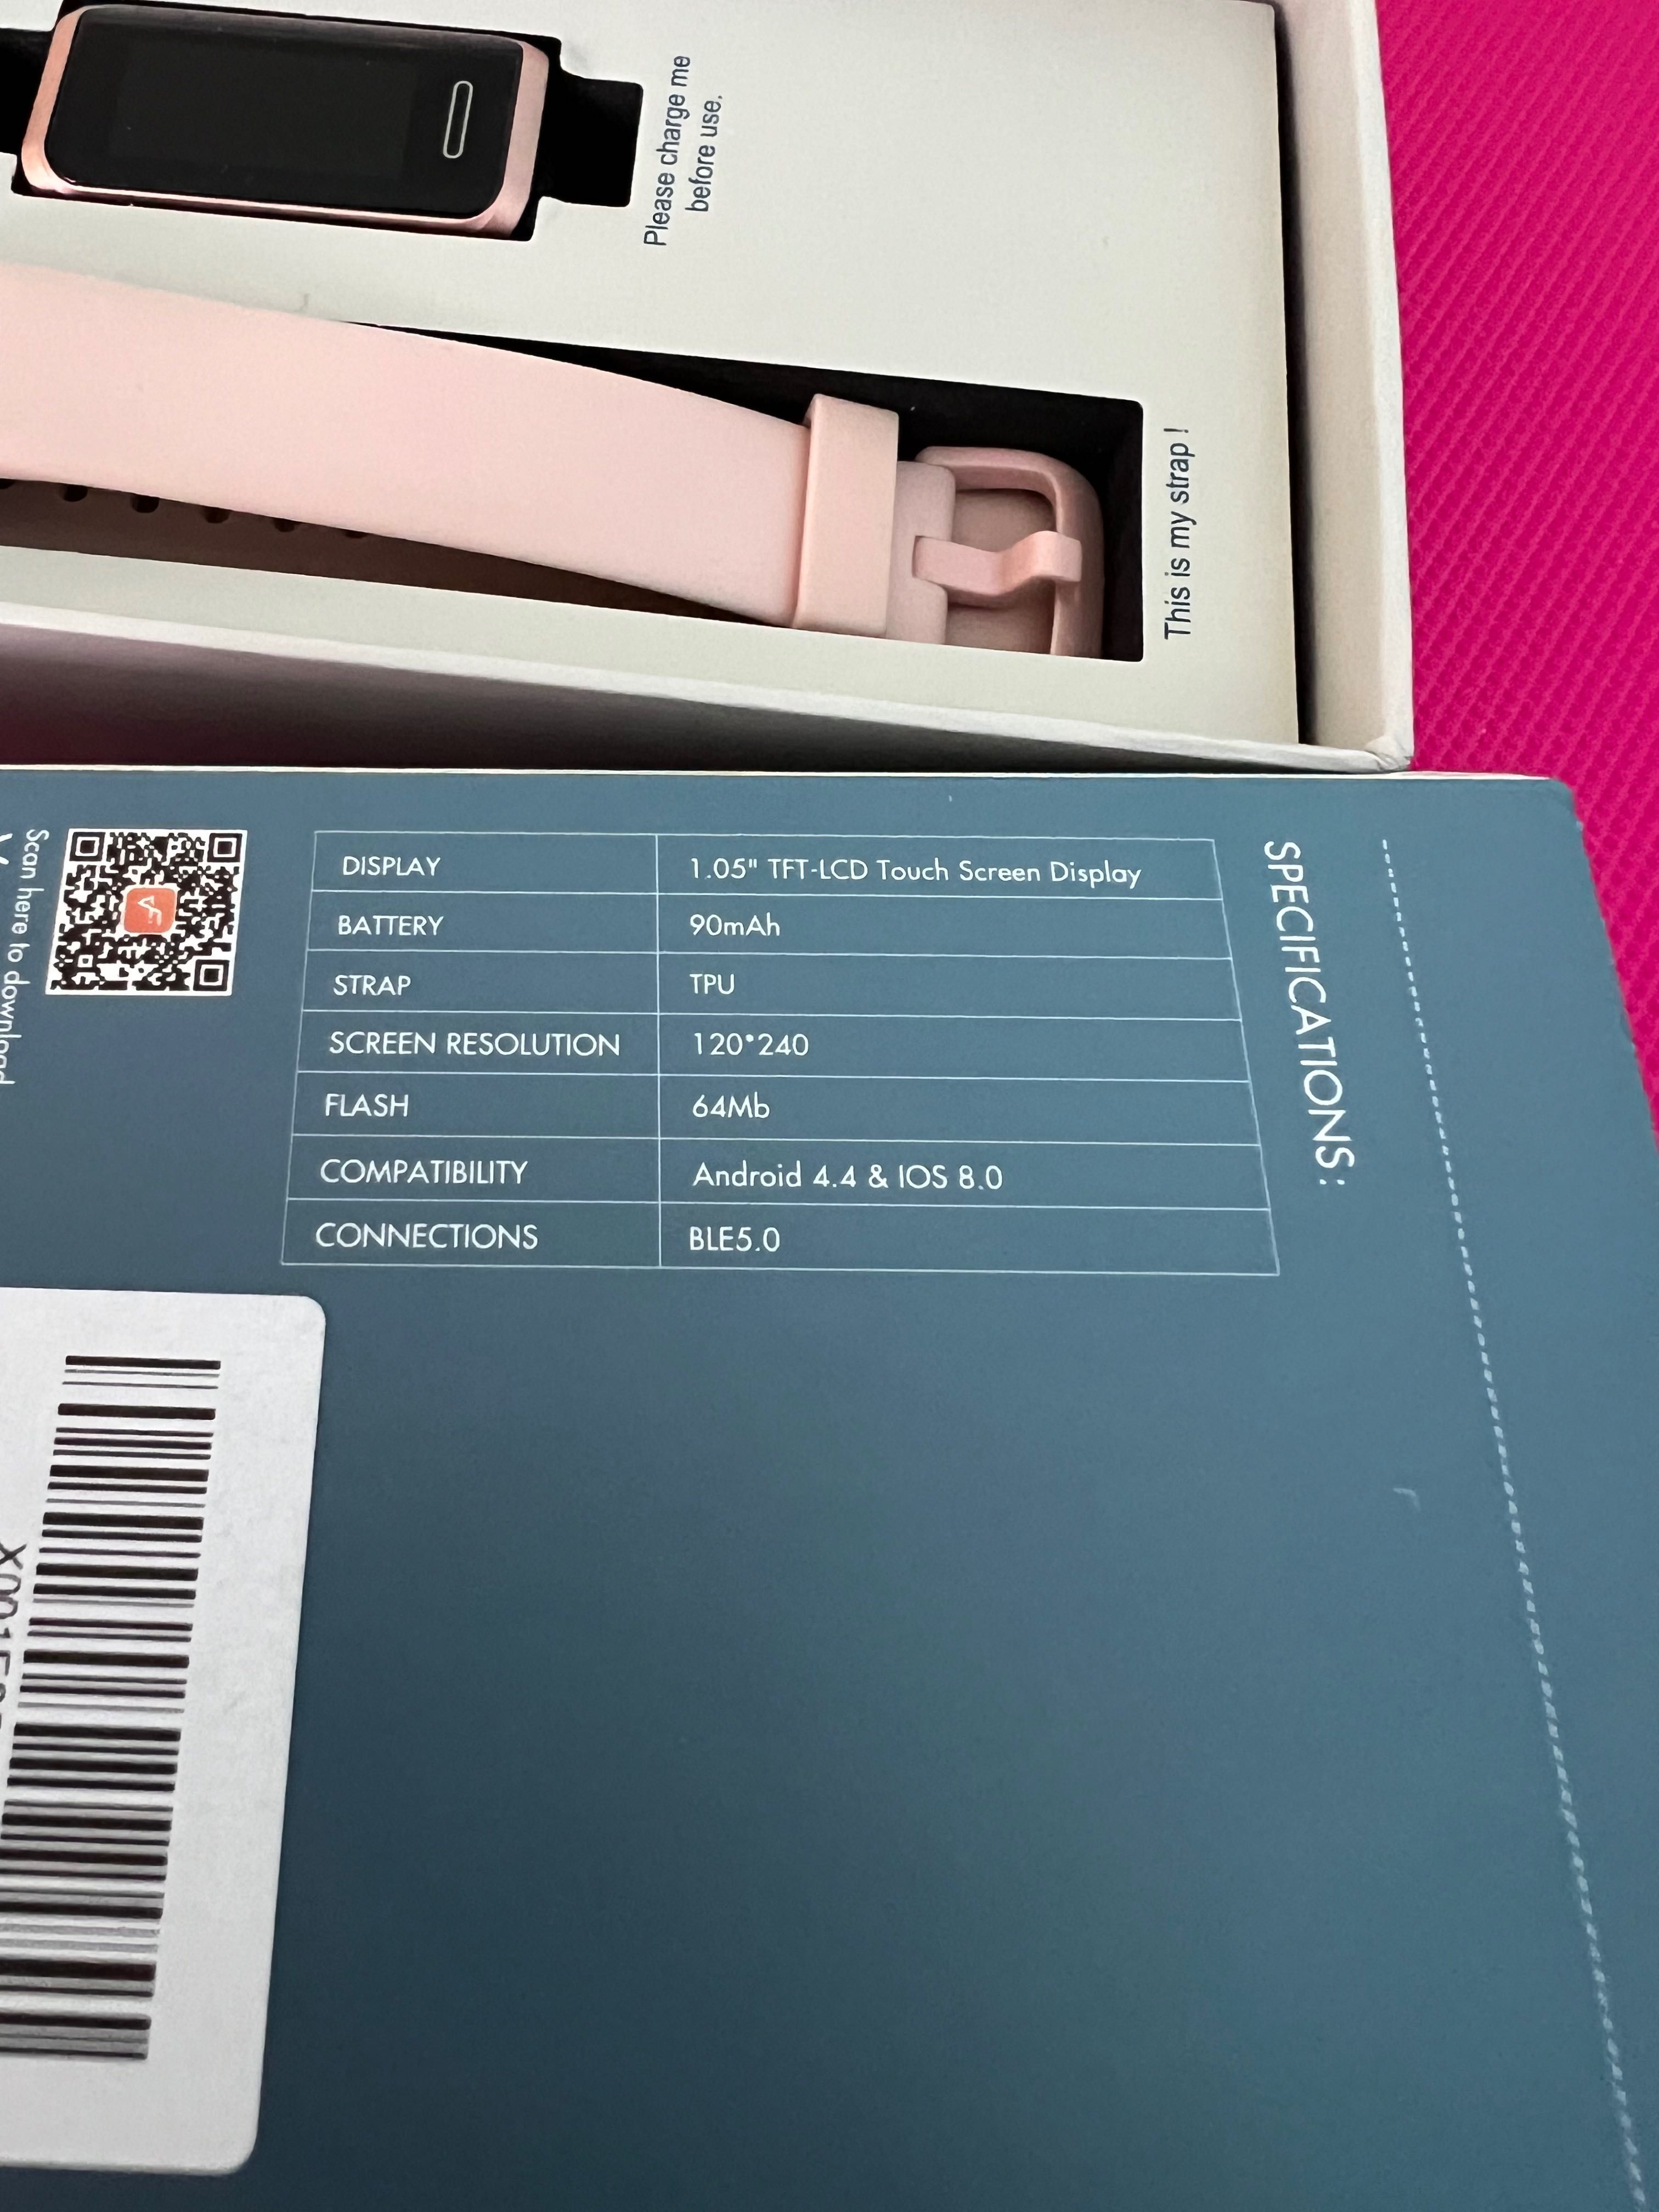 Please charge me
before use.
This is my strap !
SPECIFICATIONS:
DISPLAY 1.05" TFT-LCD Touch Screen Display
BATTERY 90mAh
STRAP TPU
SCREEN RESOLUTION 120*240
FLASH 64Mb
COMPATIBILITY Android 4.4 & IOS 8.0
CONNECTIONS BLE5.0
Scan here to download